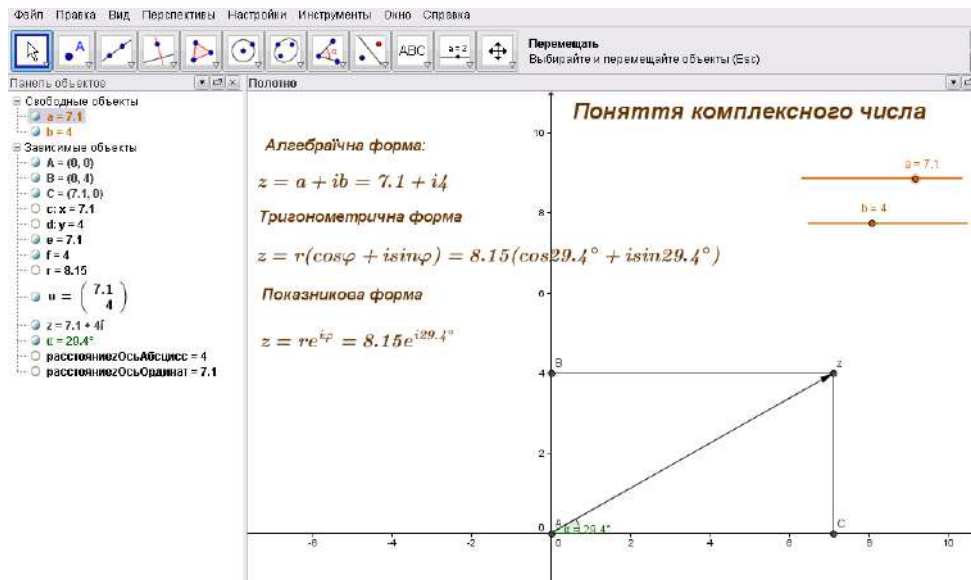 Файл Правка Вид Перспективы Настройки Инструменты Окно Справка
A
ABC
a=2
Перемещать
Выбирайте и перемещайте объекты (Esc)
Панель объектов
Полотно
Свободные объекты
a = 7.1
b = 4
Зависимые объекты
A = (0, 0)
B = (0, 4)
C = (7.1, 0)
c: x = 7.1
d: y = 4
e = 7.1
f = 4
r = 8.15
u = ( 7.1 4 )
z = 7.1 + 4i
α = 29.4°
расстояниеzОсьАбсцисс = 4
расстояниеzОсьОрдинат = 7.1
Поняття комплексного числа
Алгебраїчна форма:
z = a + ib = 7.1 + i4
Тригонометрична форма
z = r(cosφ + isinφ) = 8.15(cos29.4° + isin29.4°)
Показникова форма
z = re^{iφ} = 8.15e^{i29.4°}
a = 7.1
b = 4
10
8
6
4
2
0
B
z
A
α = 29.4°
C
-6 -4 -2 0 2 4 6 8 10